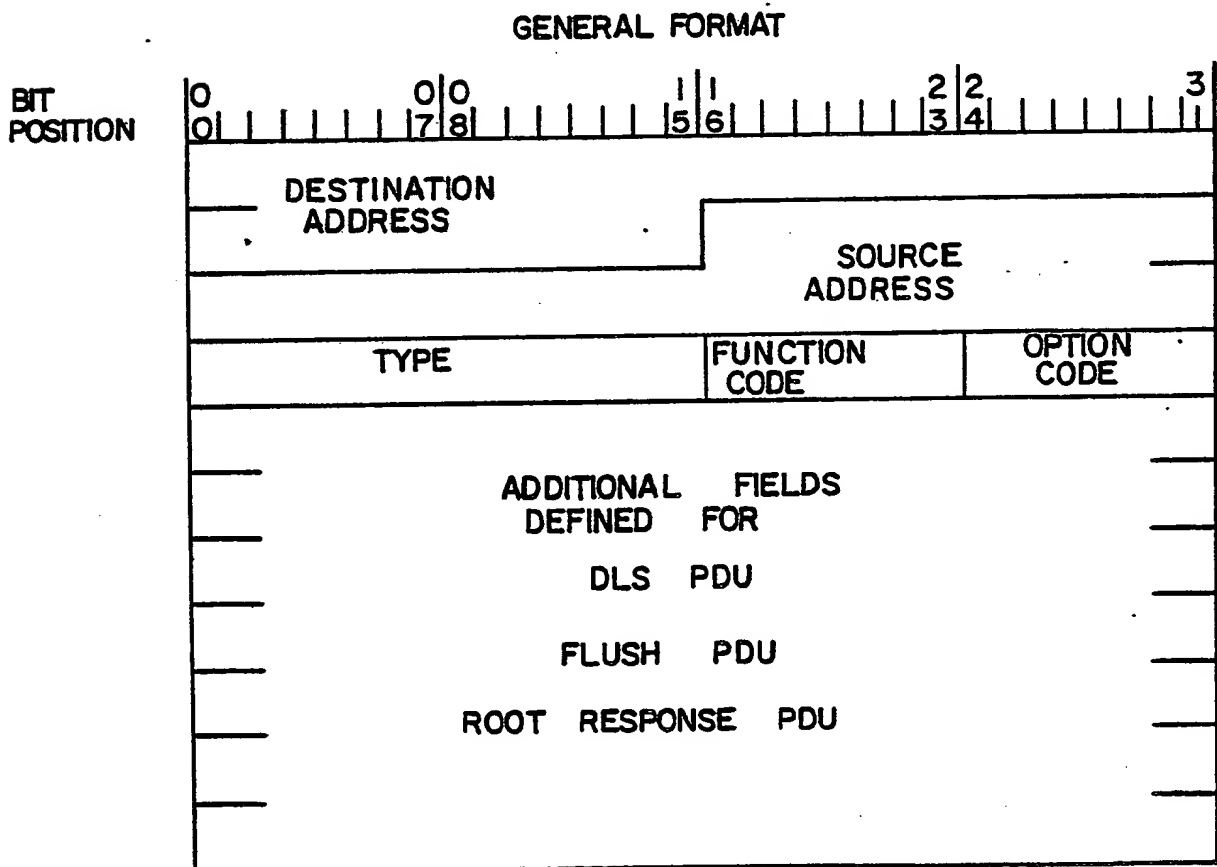 GENERAL FORMAT
BIT POSITION
0 0 0 1 1 2 2 3
0 7 8 5 6 3 4 1
DESTINATION
ADDRESS
SOURCE
ADDRESS
TYPE
FUNCTION
CODE
OPTION
CODE
ADDITIONAL FIELDS
DEFINED FOR
DLS PDU
FLUSH PDU
ROOT RESPONSE PDU